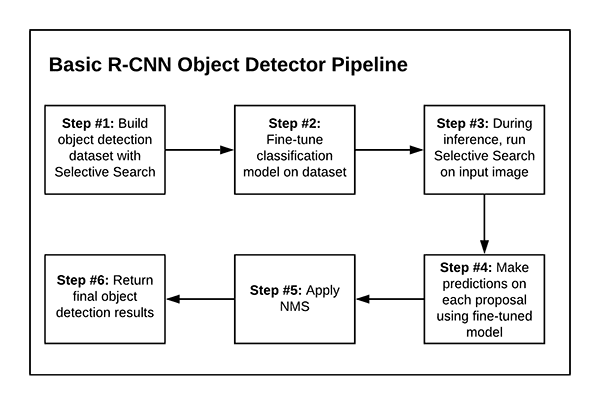 Basic R-CNN Object Detector Pipeline
Step #1: Build
object detection
dataset with
Selective Search
Step #2:
Fine-tune
classification
model on dataset
Step #3: During
inference, run
Selective Search
on input image
Step #4: Make
predictions on
each proposal
using fine-tuned
model
Step #5: Apply
NMS
Step #6: Return
final object
detection results